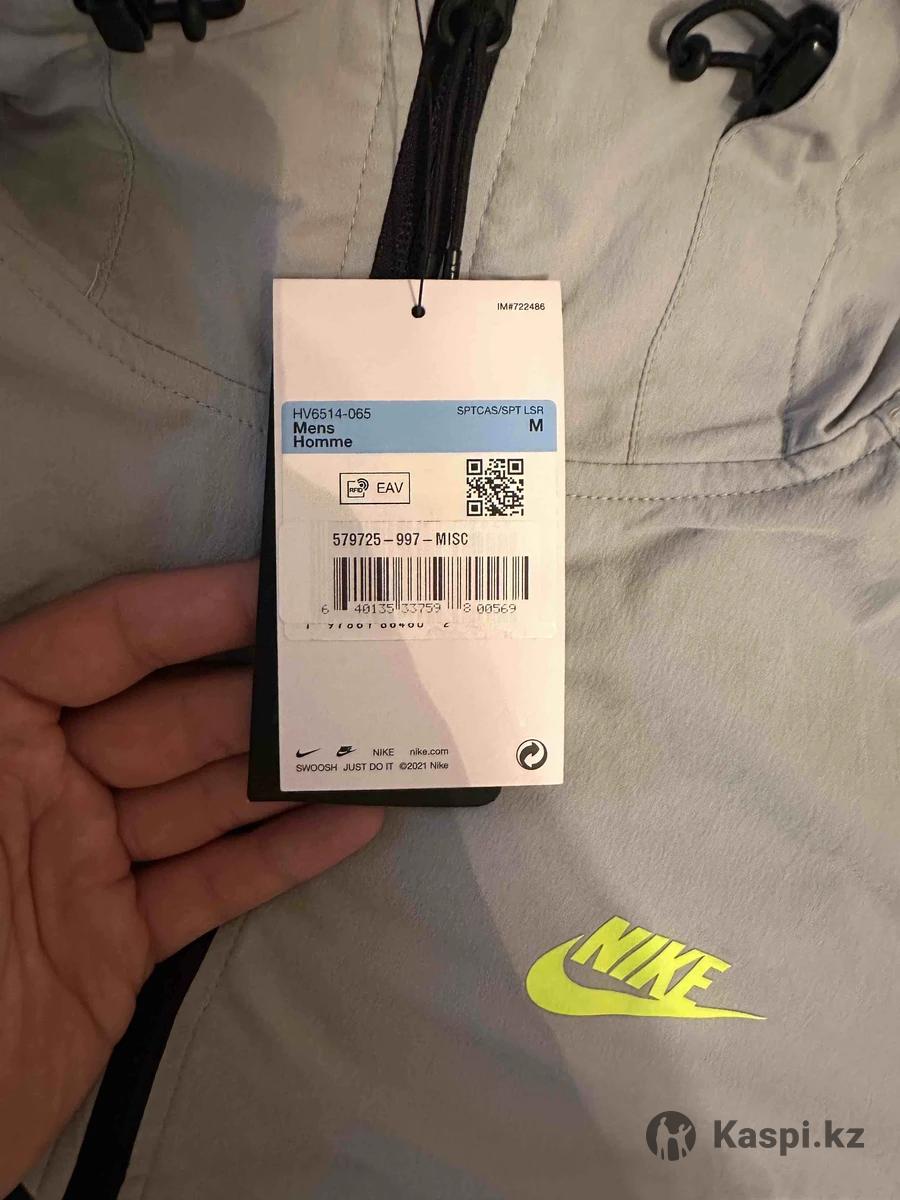 IM#722486
HV6514-065 SPTCAS/SPT LSR
Mens M
Homme
RFID EAV
579725-997-MISC
6 40135 33759 8 00569
NIKE nike.com
SWOOSH JUST DO IT ©2021 Nike
NIKE
Kaspi.kz